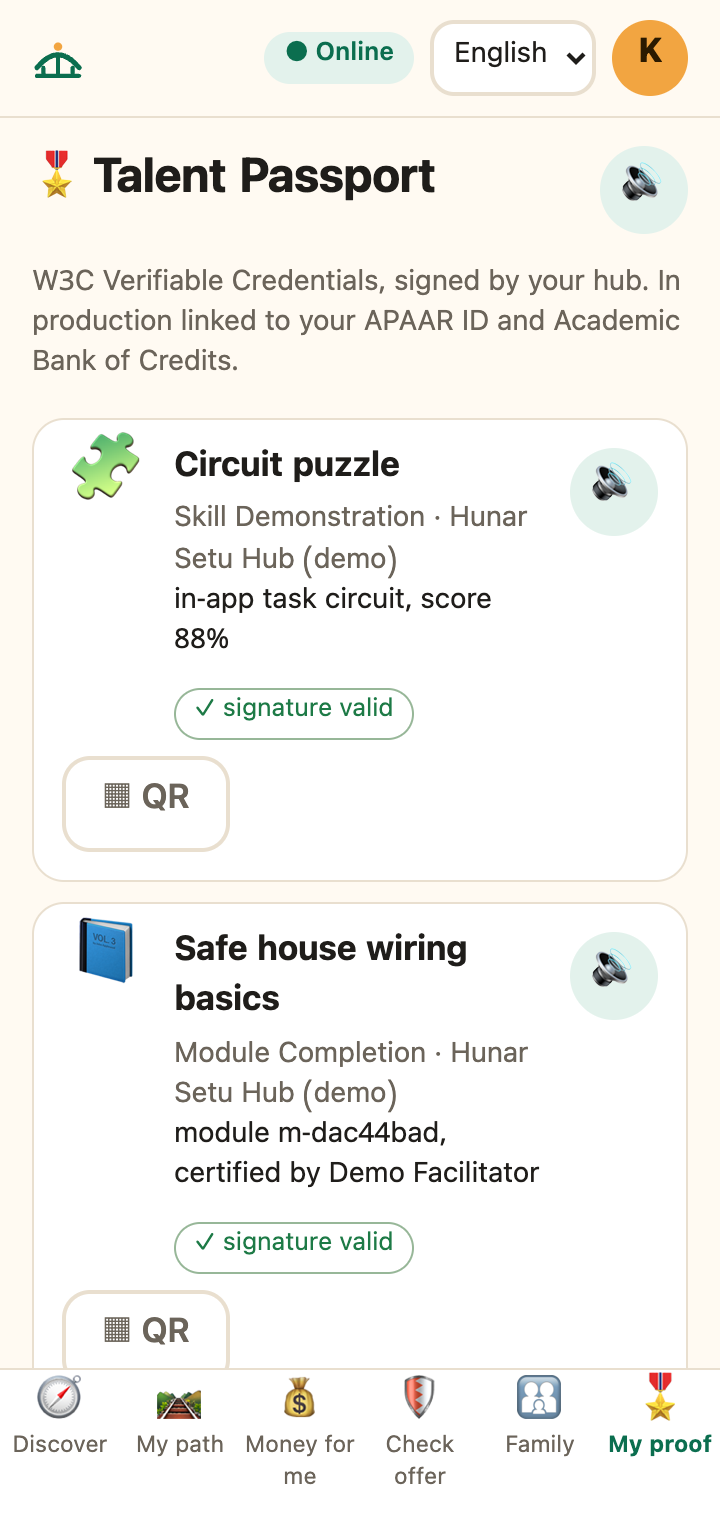 Online
English
K
Talent Passport
W3C Verifiable Credentials, signed by your hub. In
production linked to your APAAR ID and Academic
Bank of Credits.
Circuit puzzle
Skill Demonstration · Hunar
Setu Hub (demo)
in-app task circuit, score
88%
✓ signature valid
QR
VOL. 3
Safe house wiring
basics
Module Completion · Hunar
Setu Hub (demo)
module m-dac44bad,
certified by Demo Facilitator
✓ signature valid
QR
Discover
My path
Money for
me
Check
offer
Family
My proof